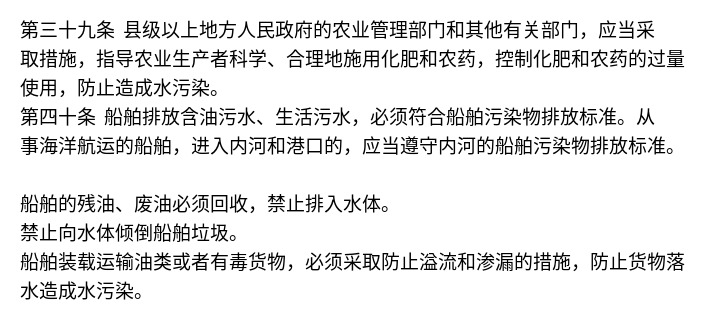 第三十九条 县级以上地方人民政府的农业管理部门和其他有关部门，应当采
取措施，指导农业生产者科学、合理地施用化肥和农药，控制化肥和农药的过量
使用，防止造成水污染。
第四十条 船舶排放含油污水、生活污水，必须符合船舶污染物排放标准。从
事海洋航运的船舶，进入内河和港口的，应当遵守内河的船舶污染物排放标准。
船舶的残油、废油必须回收，禁止排入水体。
禁止向水体倾倒船舶垃圾。
船舶装载运输油类或者有毒货物，必须采取防止溢流和渗漏的措施，防止货物落
水造成水污染。